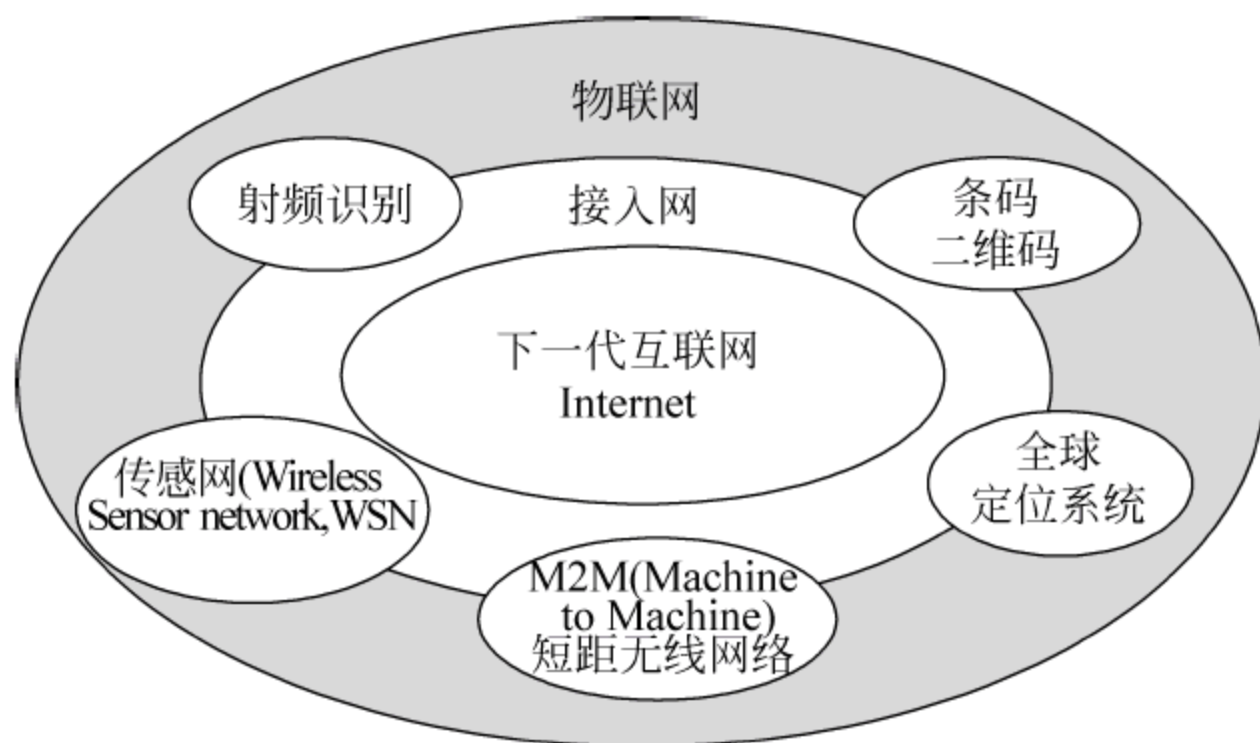 物联网
射频识别
接入网
条码
二维码
下一代互联网
Internet
传感网(Wireless
Sensor network,WSN
全球
定位系统
M2M(Machine
to Machine)
短距无线网络